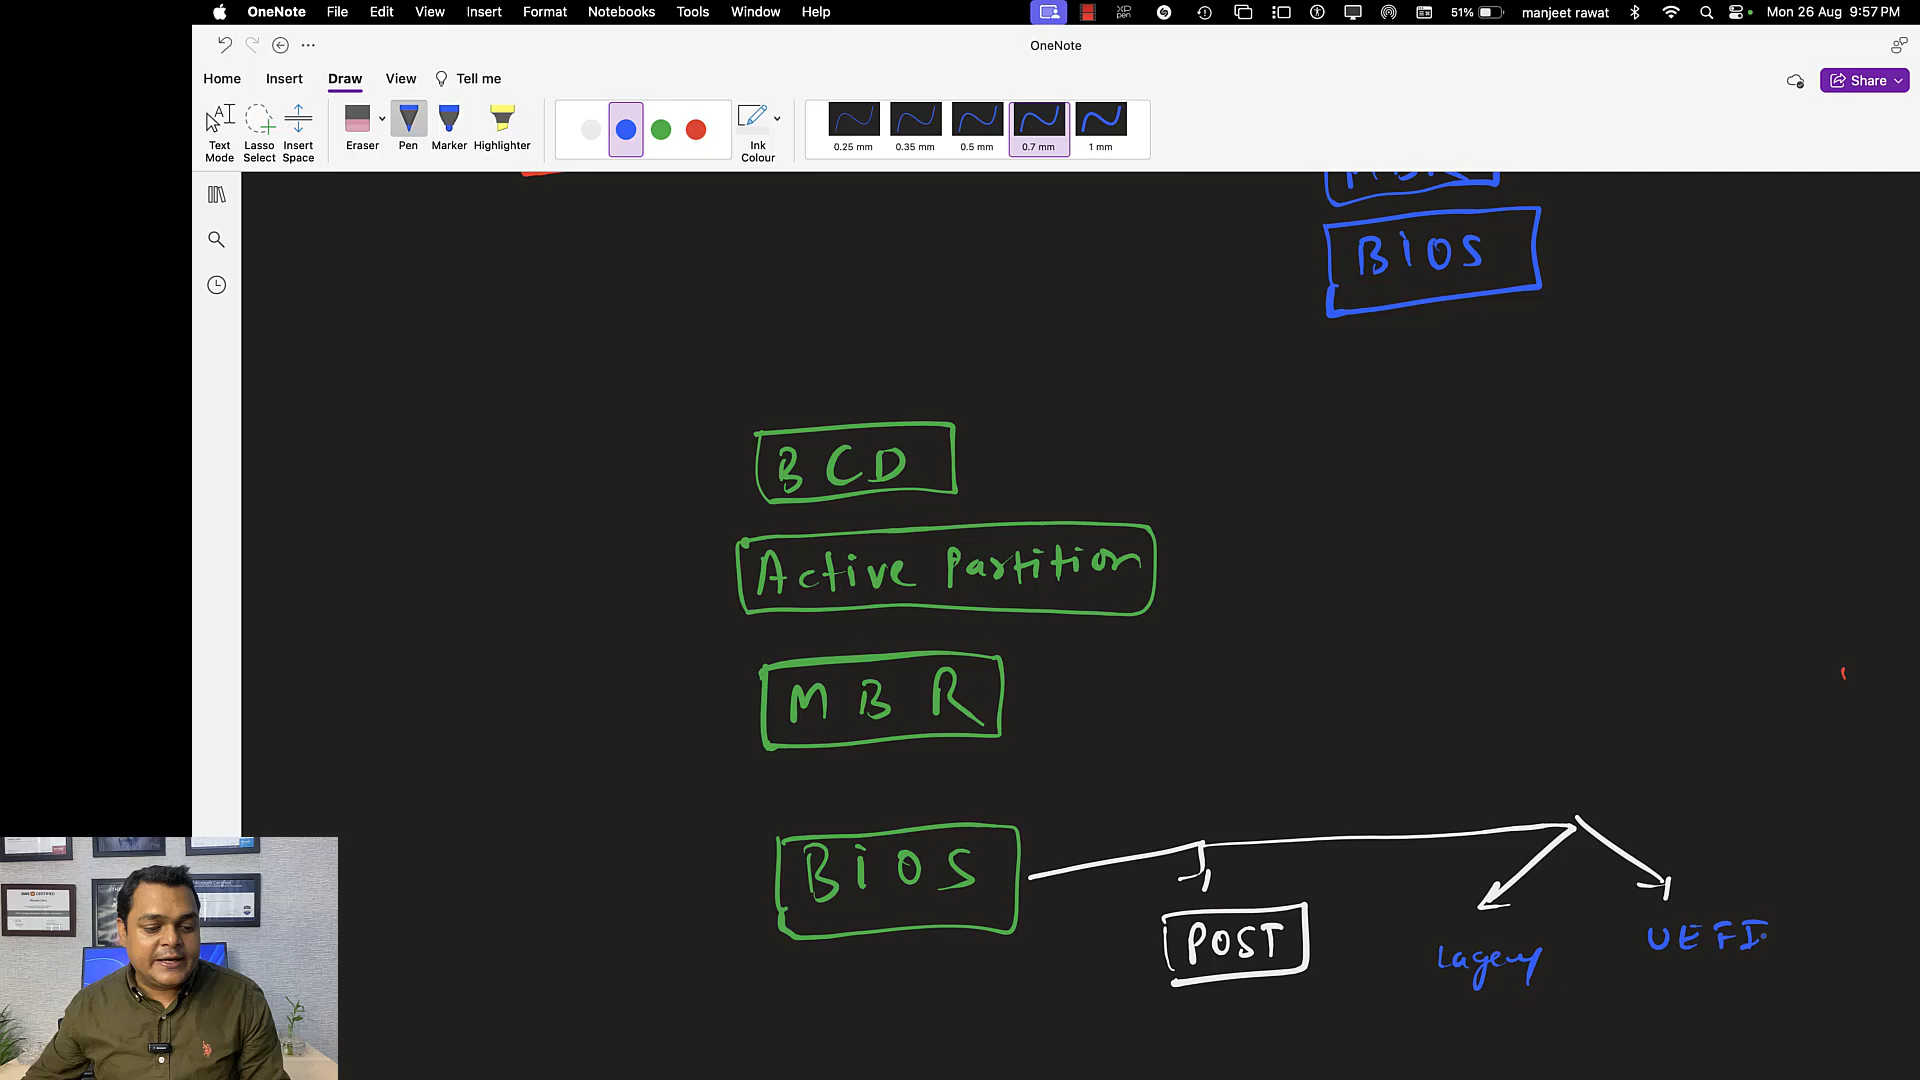 OneNote File Edit View Insert Format Notebooks Tools Window Help XP pen 51% manjeet rawat Mon 26 Aug 9:57 PM
OneNote
Home Insert Draw View Tell me Share
Text Mode Lasso Select Insert Space Eraser Pen Marker Highlighter Ink Colour 0.25 mm 0.35 mm 0.5 mm 0.7 mm 1 mm
MBR
BiOS
BCD
Active Partition
MBR
BiOS
POST
Lagecy
UEFI